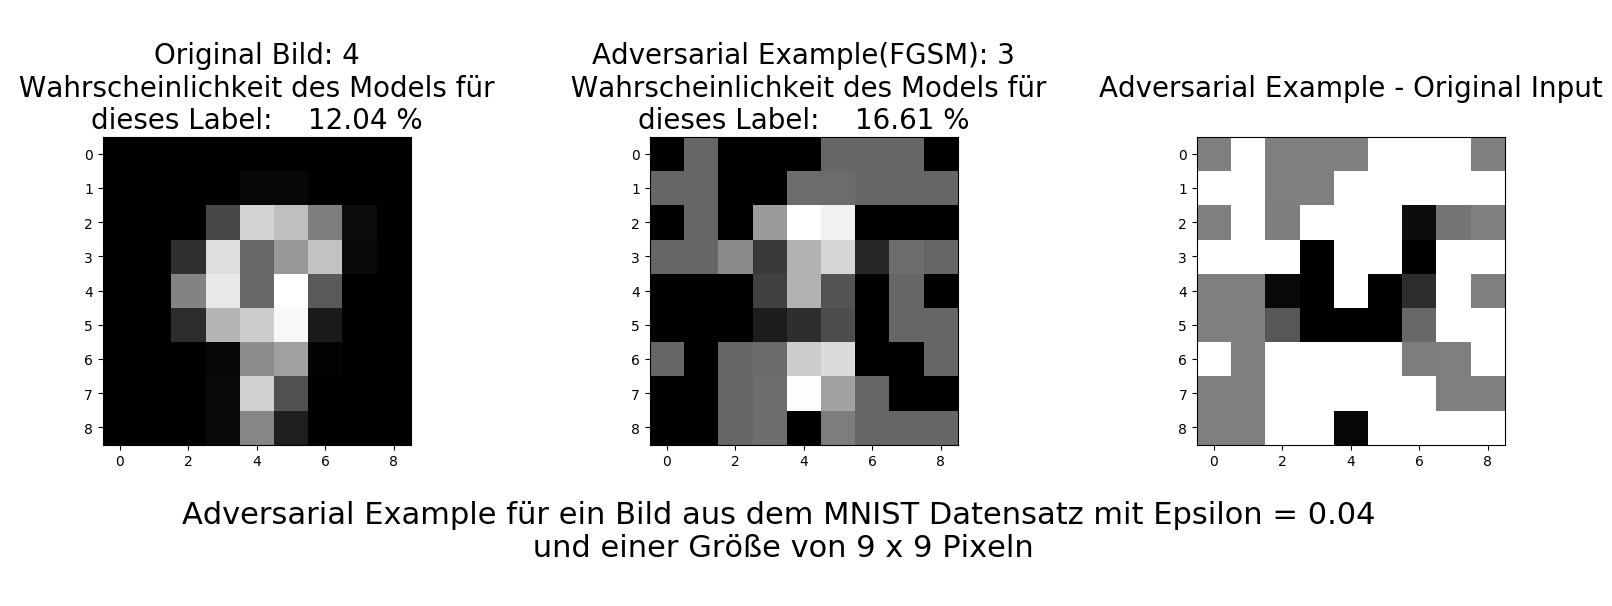 Original Bild: 4
Wahrscheinlichkeit des Models für
dieses Label:    12.04 %
0
1
2
3
4
5
6
7
8
0 2 4 6 8
Adversarial Example(FGSM): 3
Wahrscheinlichkeit des Models für
dieses Label:    16.61 %
0
1
2
3
4
5
6
7
8
0 2 4 6 8
Adversarial Example - Original Input
0
1
2
3
4
5
6
7
8
0 2 4 6 8
Adversarial Example für ein Bild aus dem MNIST Datensatz mit Epsilon = 0.04
und einer Größe von 9 x 9 Pixeln